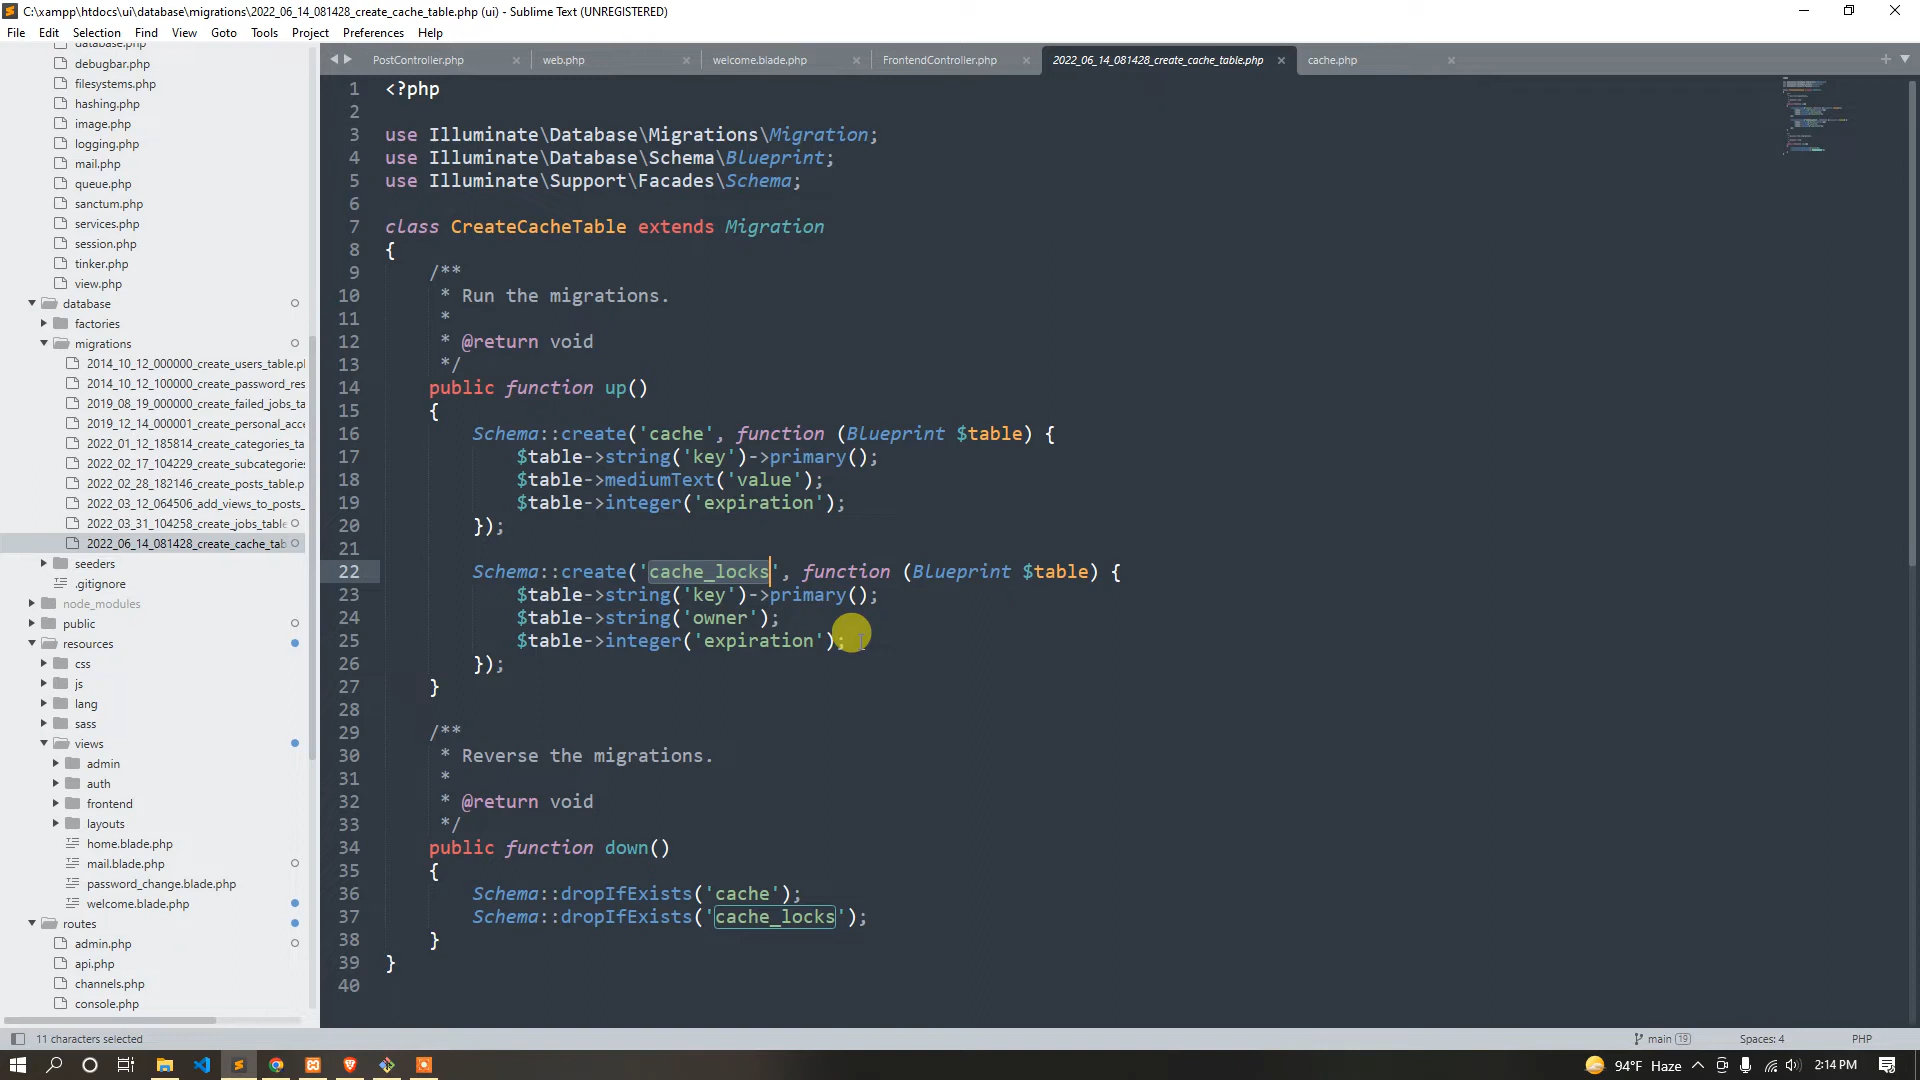 C:\xampp\htdocs\ui\database\migrations\2022_06_14_081428_create_cache_table.php (ui) - Sublime Text (UNREGISTERED)
File Edit Selection Find View Goto Tools Project Preferences Help
database.php
debugbar.php
filesystems.php
hashing.php
image.php
logging.php
mail.php
queue.php
sanctum.php
services.php
session.php
tinker.php
view.php
database
factories
migrations
2014_10_12_000000_create_users_table.p
2014_10_12_100000_create_password_res
2019_08_19_000000_create_failed_jobs_ta
2019_12_14_000001_create_personal_acce
2022_01_12_185814_create_categories_ta
2022_02_17_104229_create_subcategories
2022_02_28_182146_create_posts_table.p
2022_03_12_064506_add_views_to_posts_
2022_03_31_104258_create_jobs_table
2022_06_14_081428_create_cache_tab
seeders
.gitignore
node_modules
public
resources
css
js
lang
sass
views
admin
auth
frontend
layouts
home.blade.php
mail.blade.php
password_change.blade.php
welcome.blade.php
routes
admin.php
api.php
channels.php
console.php
PostController.php web.php welcome.blade.php FrontendController.php 2022_06_14_081428_create_cache_table.php cache.php
1 <?php
2
3 use Illuminate\Database\Migrations\Migration;
4 use Illuminate\Database\Schema\Blueprint;
5 use Illuminate\Support\Facades\Schema;
6
7 class CreateCacheTable extends Migration
8 {
9 /**
10 * Run the migrations.
11 *
12 * @return void
13 */
14 public function up()
15 {
16 Schema::create('cache', function (Blueprint $table) {
17 $table->string('key')->primary();
18 $table->mediumText('value');
19 $table->integer('expiration');
20 });
21
22 Schema::create('cache_locks', function (Blueprint $table) {
23 $table->string('key')->primary();
24 $table->string('owner');
25 $table->integer('expiration');
26 });
27 }
28
29 /**
30 * Reverse the migrations.
31 *
32 * @return void
33 */
34 public function down()
35 {
36 Schema::dropIfExists('cache');
37 Schema::dropIfExists('cache_locks');
38 }
39 }
40
11 characters selected main 19 Spaces: 4 PHP
94°F Haze 2:14 PM